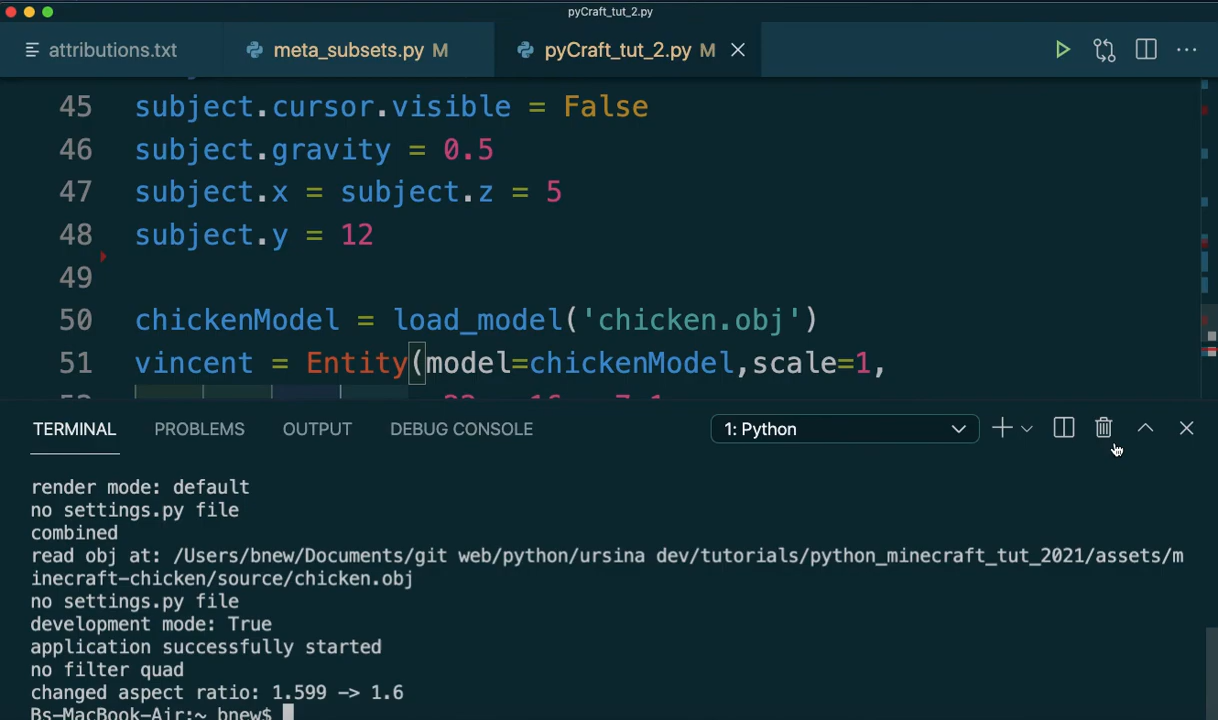 pyCraft_tut_2.py
attributions.txt
meta_subsets.py M
pyCraft_tut_2.py M
45 subject.cursor.visible = False
46 subject.gravity = 0.5
47 subject.x = subject.z = 5
48 subject.y = 12
49
50 chickenModel = load_model('chicken.obj')
51 vincent = Entity(model=chickenModel,scale=1,
TERMINAL PROBLEMS OUTPUT DEBUG CONSOLE 1: Python
render mode: default
no settings.py file
combined
read obj at: /Users/bnew/Documents/git web/python/ursina dev/tutorials/python_minecraft_tut_2021/assets/m
inecraft-chicken/source/chicken.obj
no settings.py file
development mode: True
application successfully started
no filter quad
changed aspect ratio: 1.599 -> 1.6
Bs-MacBook-Air:~ bnew$